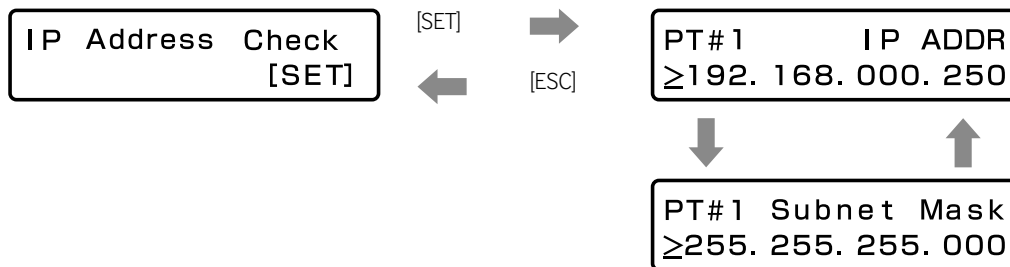 IP Address Check
[SET]
[SET]
[ESC]
PT#1 IP ADDR
≥192. 168. 000. 250
PT#1 Subnet Mask
≥255. 255. 255. 000